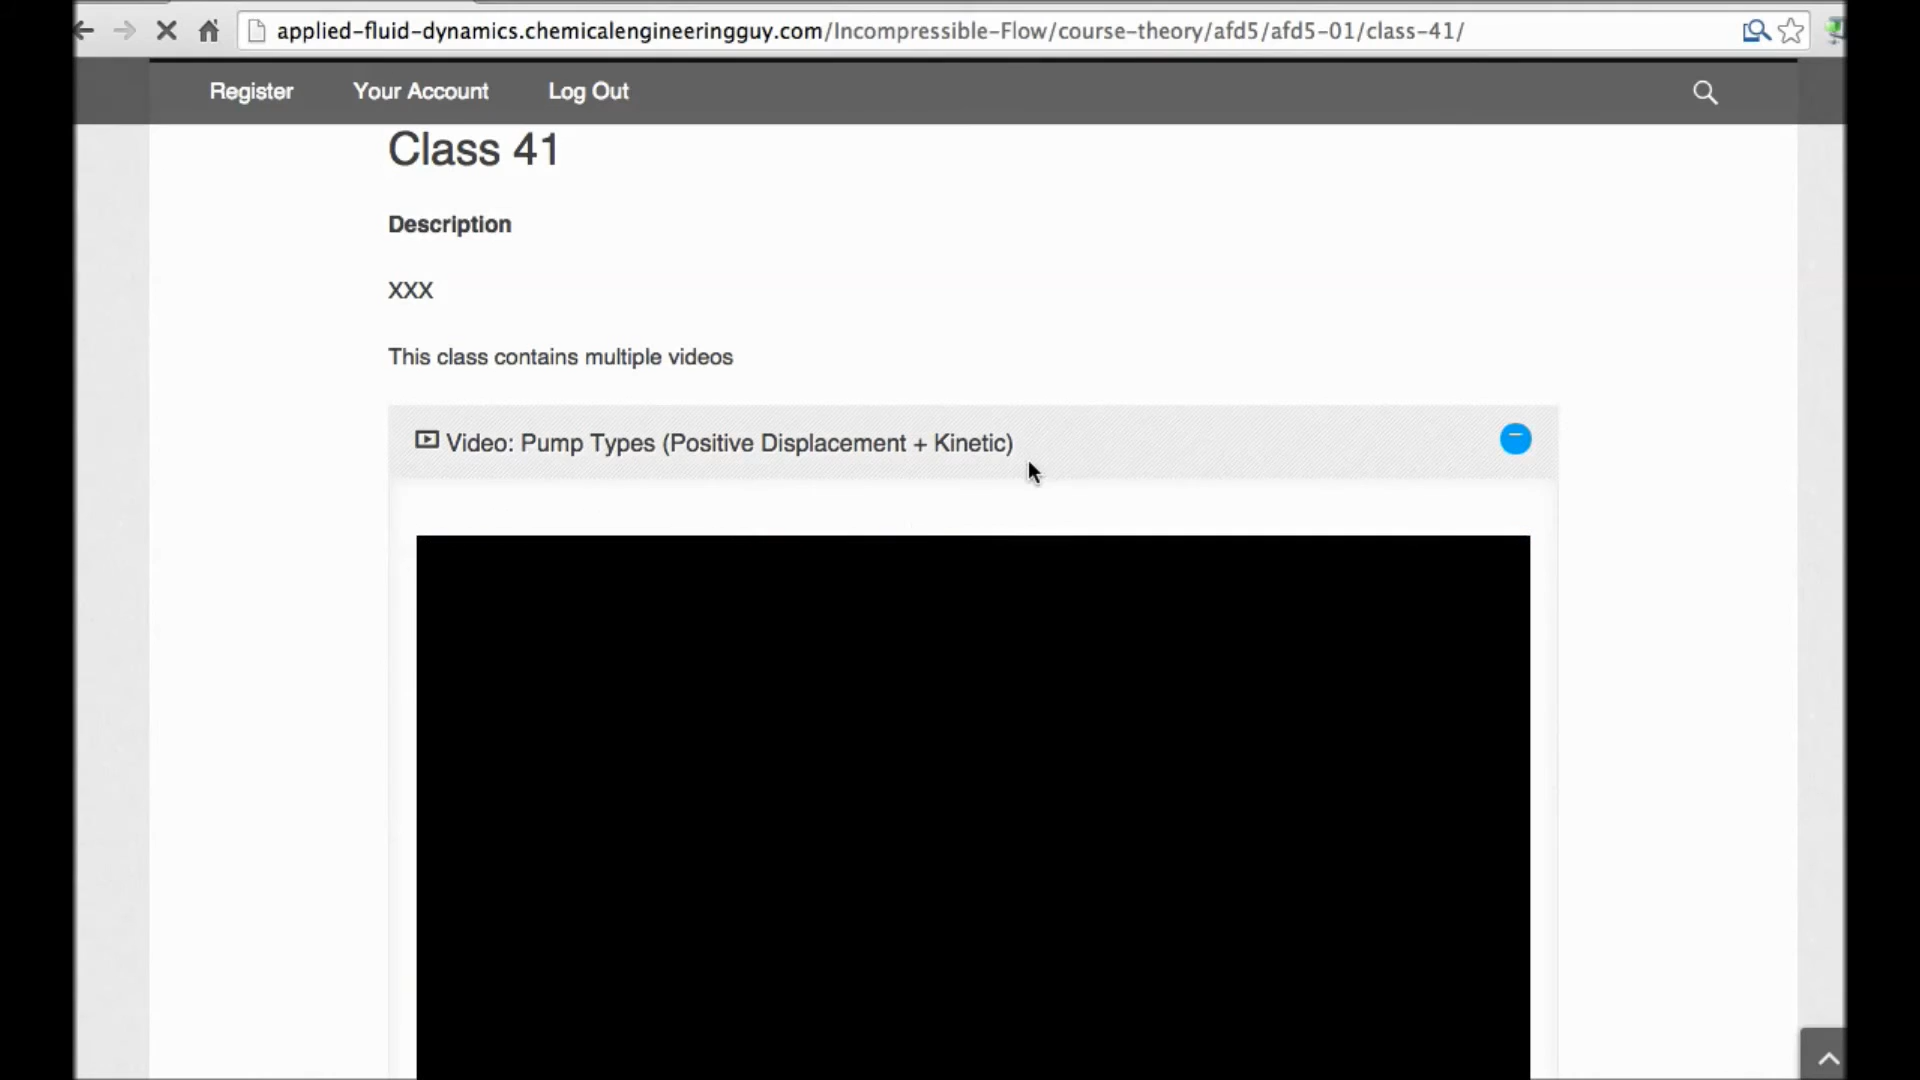 applied-fluid-dynamics.chemicalengineeringguy.com/Incompressible-Flow/course-theory/afd5/afd5-01/class-41/
Register Your Account Log Out
Class 41
Description
XXX
This class contains multiple videos
Video: Pump Types (Positive Displacement + Kinetic)